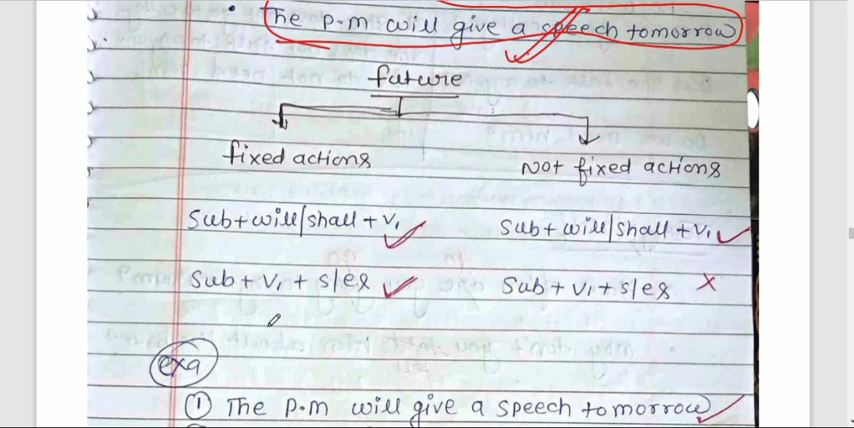 • The P.m will give a speech tomorrow
future
fixed actions
Not fixed actions
Sub + will/shall + V₁ ✓
Sub + will/shall + V₁ ✓
Sub + V₁ + s/es ✓
Sub + V₁ + s/es ×
exa
① The P.m will give a speech tomorrow